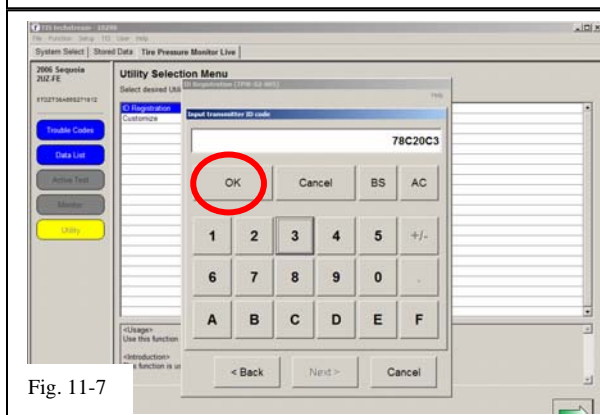 TIS techstream - 18286
File Function Setup TIS User Help
System Select Stored Data Tire Pressure Monitor Live
2006 Sequoia
2UZ-FE
Utility Selection Menu
Select desired Uti
Help
ID Registration
Customize
Input transmitter ID code
78C20C3
Trouble Codes
Data List
Active Test
Monitor
Utility
OK Cancel BS AC
1 2 3 4 5 +/-
6 7 8 9 0 .
A B C D E F
<Usage>
Use this function
<Introduction>
function is us
< Back Next > Cancel
Fig. 11-7